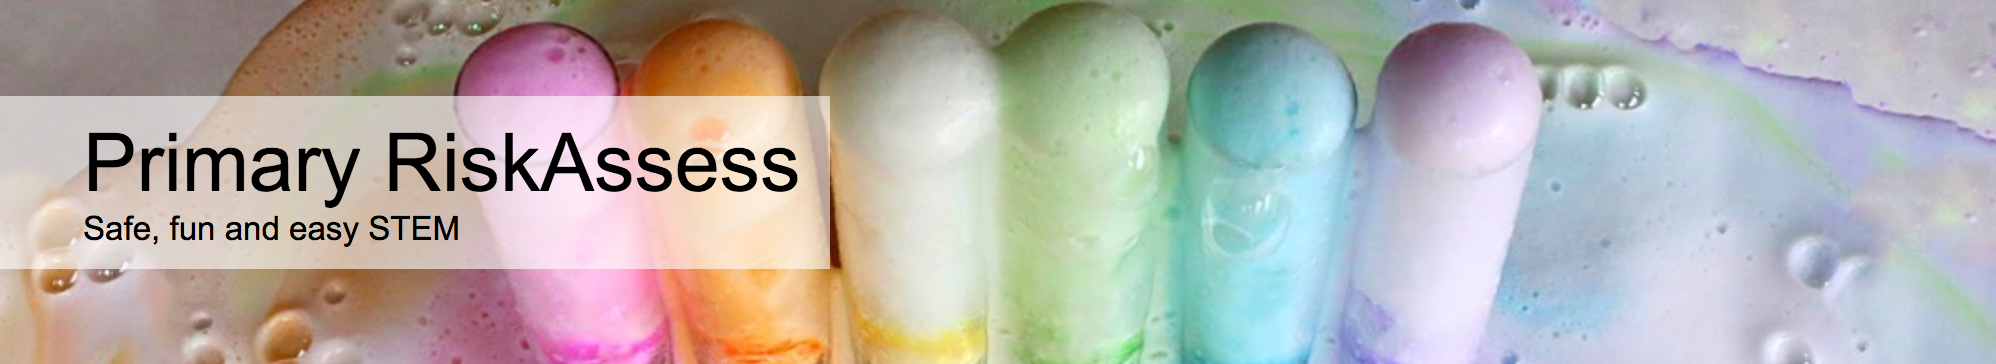 Primary RiskAssess
Safe, fun and easy STEM